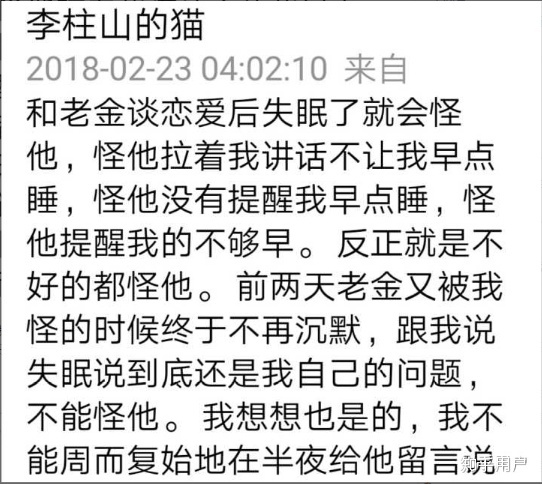 李柱山的猫
2018-02-23 04:02:10 来自
和老金谈恋爱后失眠了就会怪
他，怪他拉着我讲话不让我早点
睡，怪他没有提醒我早点睡，怪
他提醒我的不够早。反正就是不
好的都怪他。前两天老金又被我
怪的时候终于不再沉默，跟我说
失眠说到底还是我自己的问题，
不能怪他。我想想也是的，我不
能周而复始地在半夜给他留言说
知乎用户